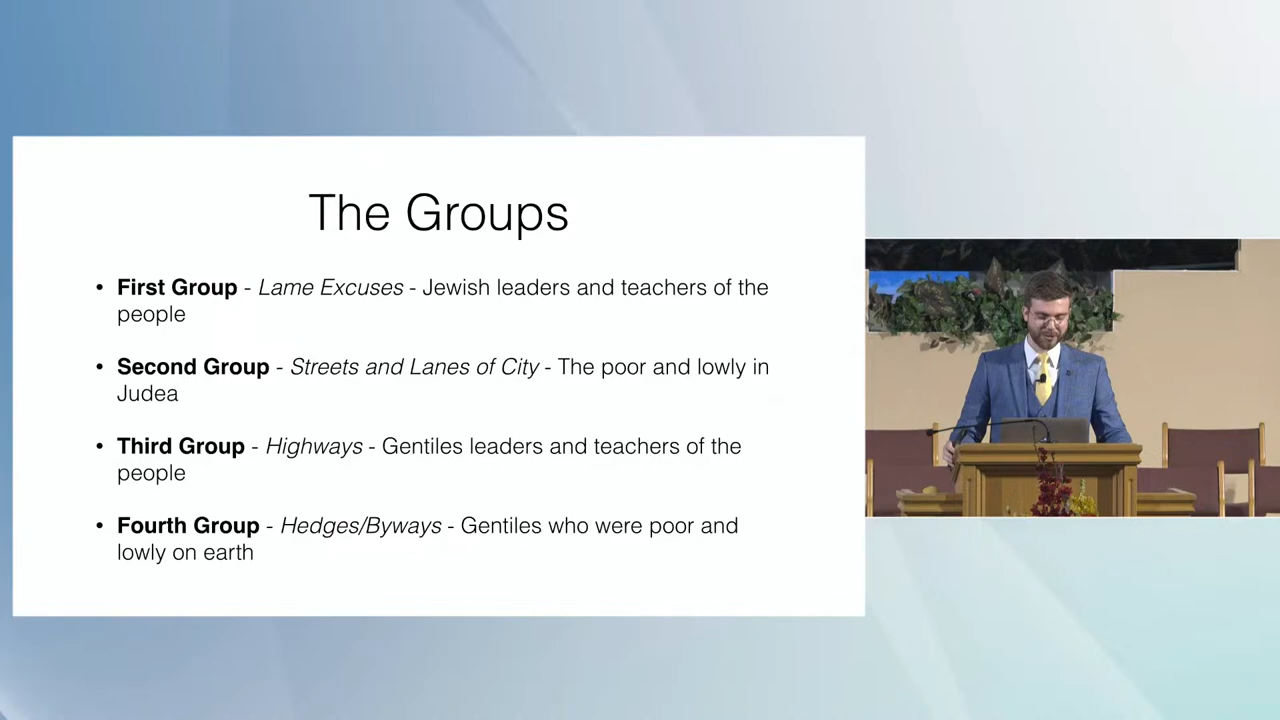 The Groups
• First Group - Lame Excuses - Jewish leaders and teachers of the
people
• Second Group - Streets and Lanes of City - The poor and lowly in
Judea
• Third Group - Highways - Gentiles leaders and teachers of the
people
• Fourth Group - Hedges/Byways - Gentiles who were poor and
lowly on earth